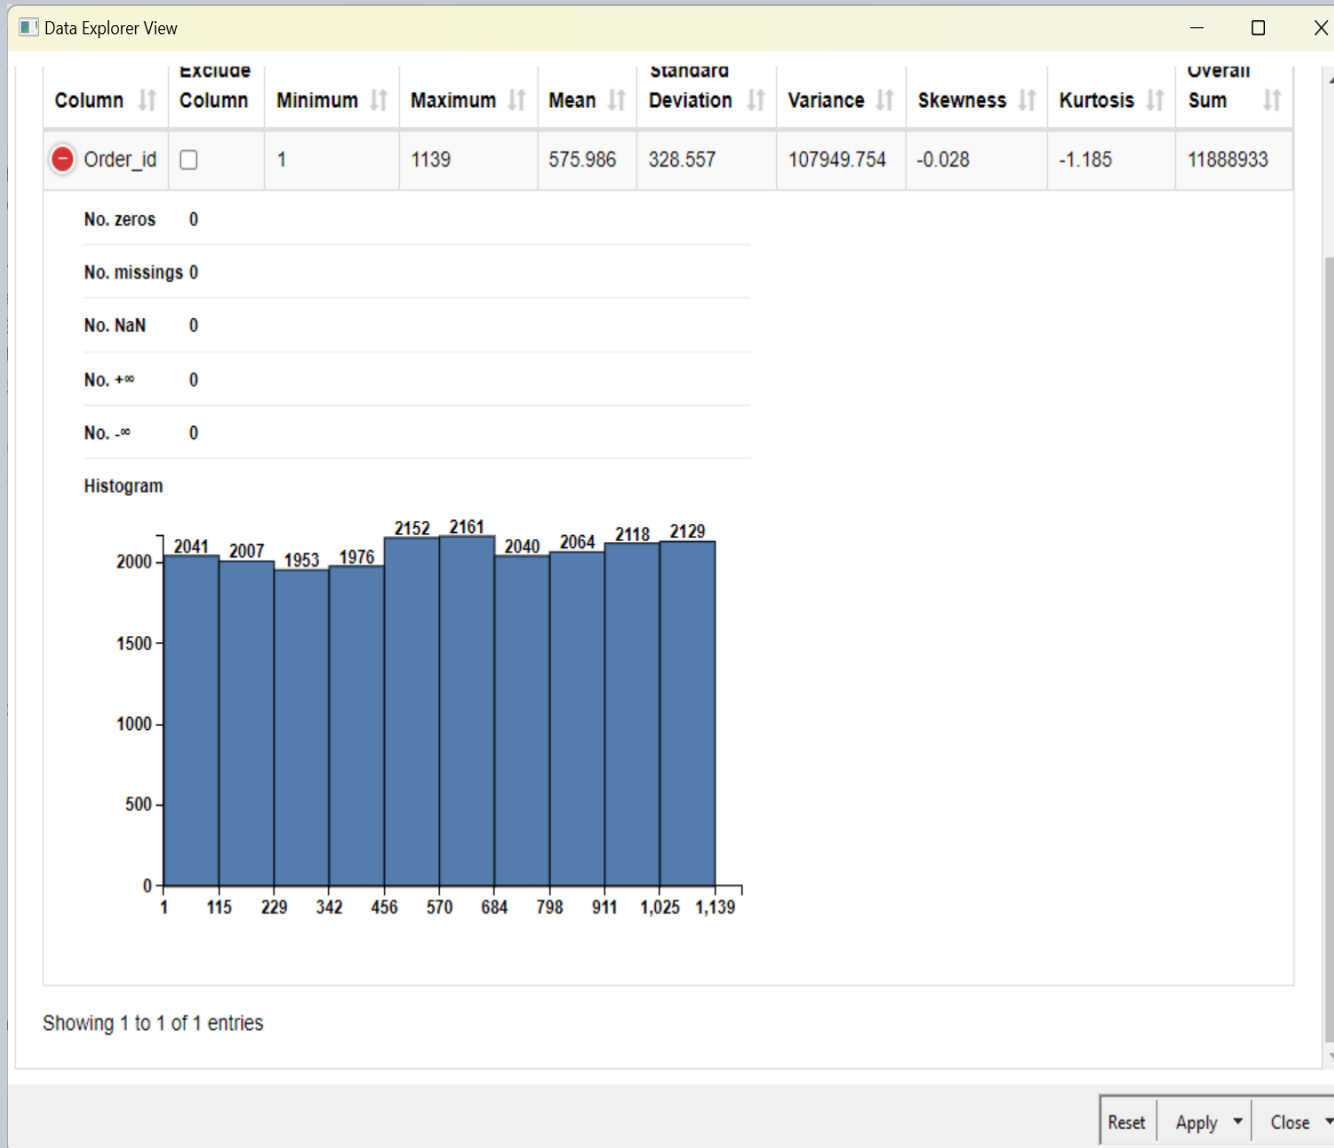 Data Explorer View
Column Exclude Column Minimum Maximum Mean Standard Deviation Variance Skewness Kurtosis Overall Sum
Order_id 1 1139 575.986 328.557 107949.754 -0.028 -1.185 11888933
No. zeros 0
No. missings 0
No. NaN 0
No. +∞ 0
No. -∞ 0
Histogram
2041 2007 1953 1976 2152 2161 2040 2064 2118 2129
2000
1500
1000
500
0
1 115 229 342 456 570 684 798 911 1,025 1,139
Showing 1 to 1 of 1 entries
Reset Apply Close